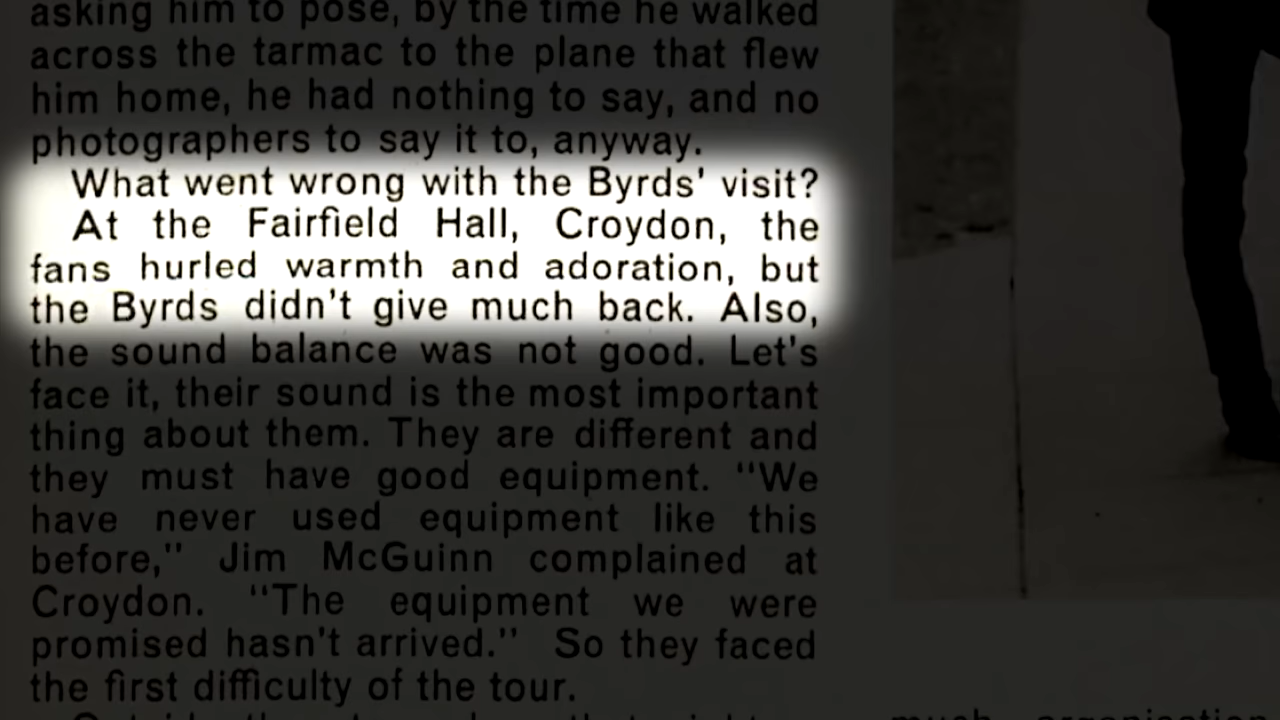 asking him to pose, by the time he walked
across the tarmac to the plane that flew
him home, he had nothing to say, and no
photographers to say it to, anyway.
What went wrong with the Byrds' visit?
At the Fairfield Hall, Croydon, the
fans hurled warmth and adoration, but
the Byrds didn't give much back. Also,
the sound balance was not good. Let's
face it, their sound is the most important
thing about them. They are different and
they must have good equipment. "We
have never used equipment like this
before," Jim McGuinn complained at
Croydon. "The equipment we were
promised hasn't arrived." So they faced
the first difficulty of the tour.